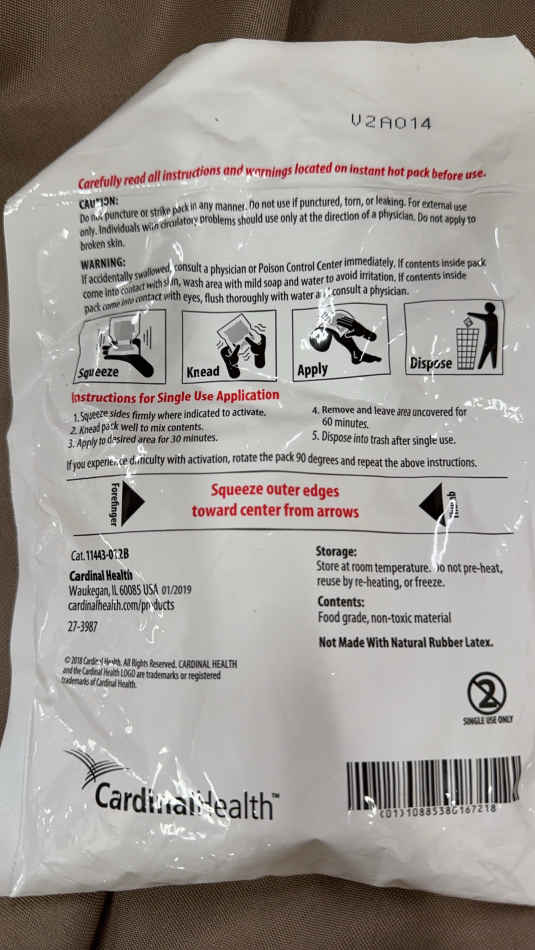 V2A014
Carefully read all instructions and warnings located on instant hot pack before use.
CAUTION:
Do not puncture or strike pack in any manner. Do not use if punctured, torn, or leaking. For external use
only. Individuals with circulatory problems should use only at the direction of a physician. Do not apply to
broken skin.
WARNING:
If accidentally swallowed, consult a physician or Poison Control Center immediately. If contents inside pack
come into contact with skin, wash area with mild soap and water to avoid irritation. If contents inside
pack come into contact with eyes, flush thoroughly with water and consult a physician.
Squeeze Knead Apply Dispose
Instructions for Single Use Application
1. Squeeze sides firmly where indicated to activate.
2. Knead pack well to mix contents.
3. Apply to desired area for 30 minutes.
4. Remove and leave area uncovered for
60 minutes.
5. Dispose into trash after single use.
If you experience difficulty with activation, rotate the pack 90 degrees and repeat the above instructions.
Forefinger
Squeeze outer edges
toward center from arrows
Cat. 11443-012B
Cardinal Health
Waukegan, IL 60085 USA 01/2019
cardinalhealth.com/products
27-3987
© 2018 Cardinal Health. All Rights Reserved. CARDINAL HEALTH
and the Cardinal Health LOGO are trademarks or registered
trademarks of Cardinal Health.
Storage:
Store at room temperature. Do not pre-heat,
reuse by re-heating, or freeze.
Contents:
Food grade, non-toxic material
Not Made With Natural Rubber Latex.
2
SINGLE USE ONLY
CardinalHealth™
(01)10885380167218